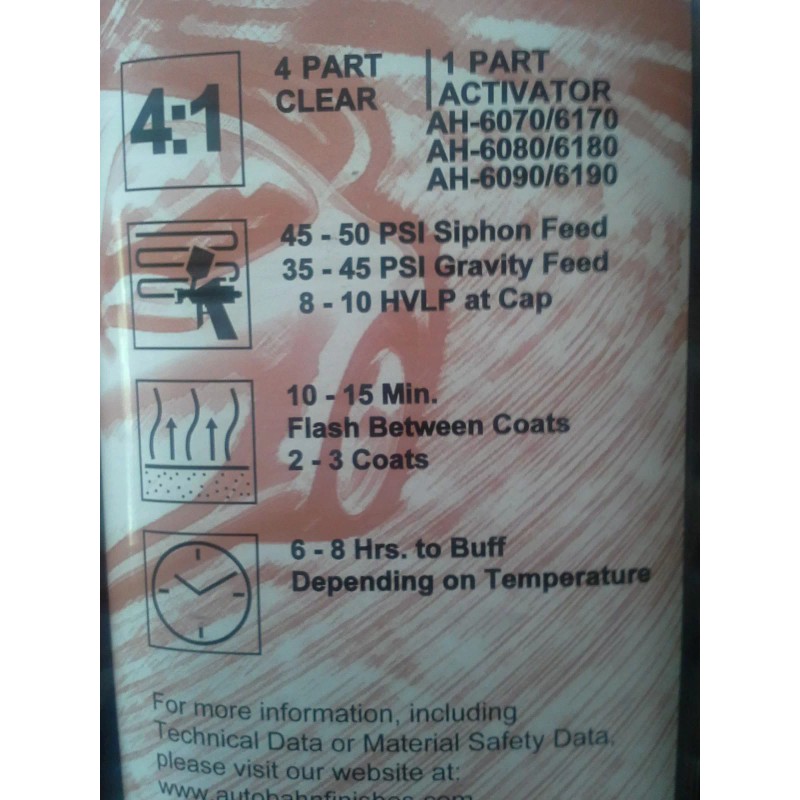 4:1
4 PART
CLEAR
1 PART
ACTIVATOR
AH-6070/6170
AH-6080/6180
AH-6090/6190
45 - 50 PSI Siphon Feed
35 - 45 PSI Gravity Feed
8 - 10 HVLP at Cap
10 - 15 Min.
Flash Between Coats
2 - 3 Coats
6 - 8 Hrs. to Buff
Depending on Temperature
For more information, including
Technical Data or Material Safety Data,
please visit our website at:
www.autobahnfinishes.com